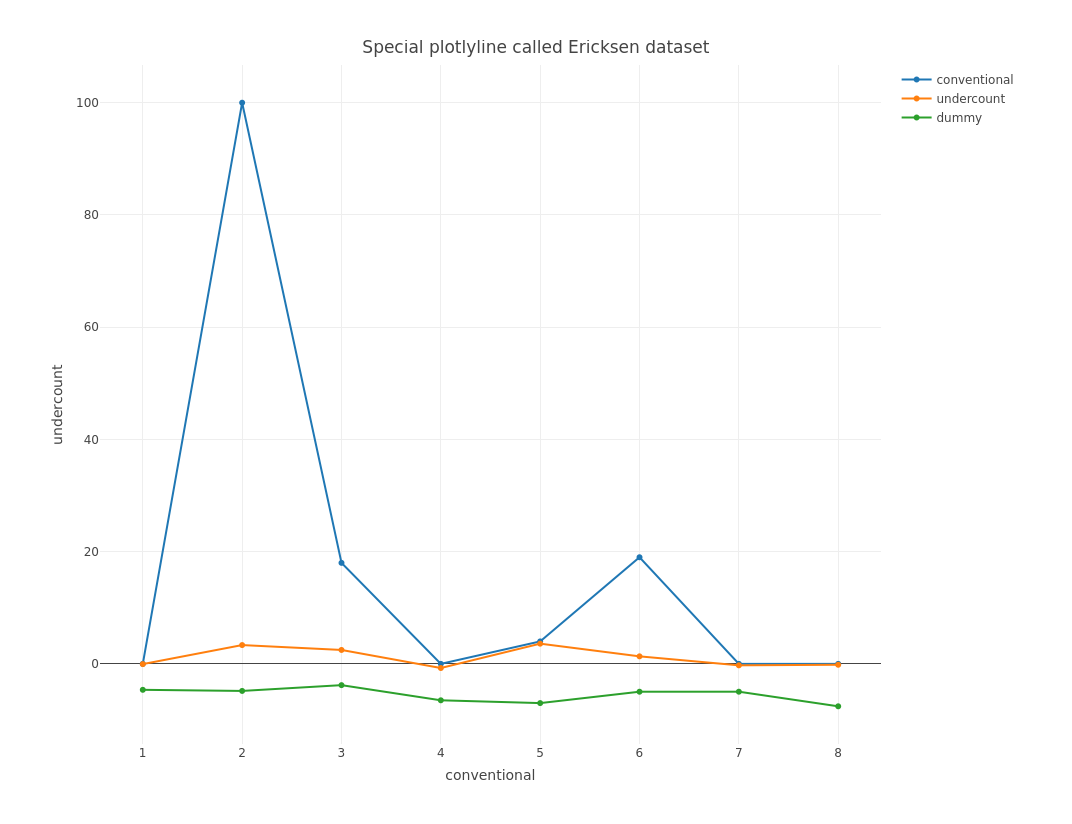 Special plotlyline called Ericksen dataset
conventional
undercount
dummy
100
80
60
40
20
0
undercount
1 2 3 4 5 6 7 8
conventional